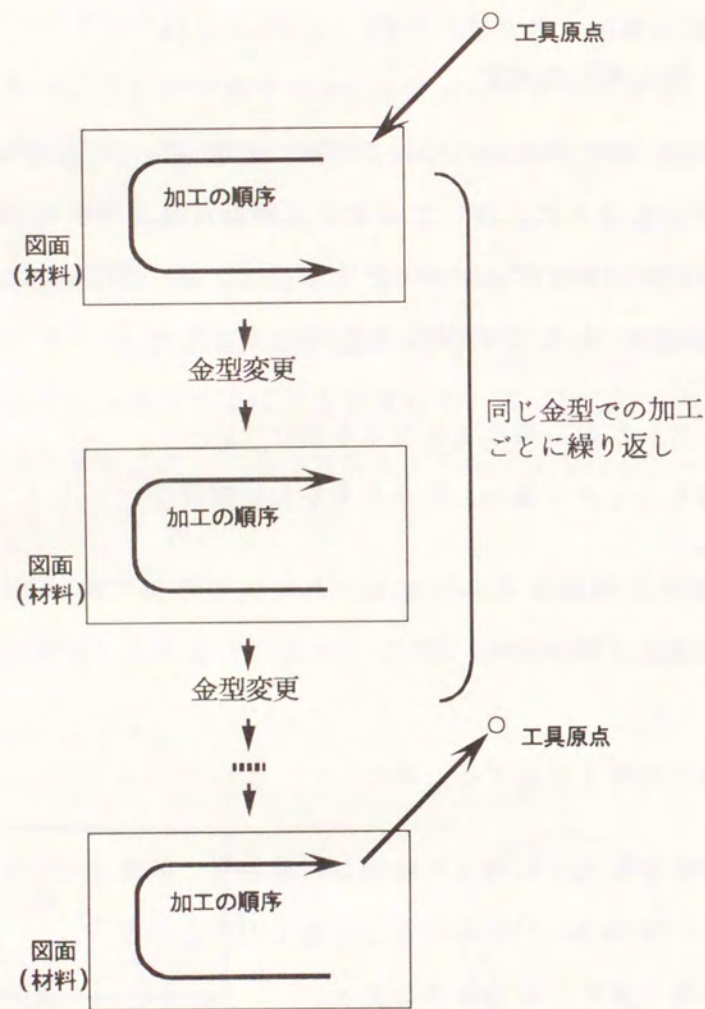 工具原点
加工の順序
図面
(材料)
金型変更
同じ金型での加工
ごとに繰り返し
加工の順序
図面
(材料)
金型変更
工具原点
加工の順序
図面
(材料)